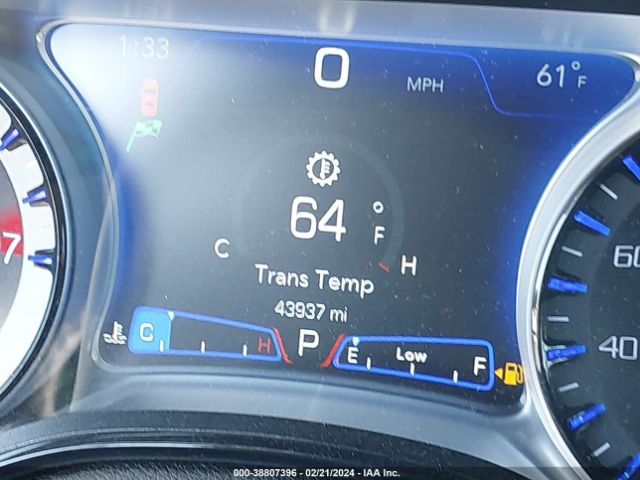 1:33
0 MPH
61°F
64 °F
C H
Trans Temp
43937 mi
C H P E Low F
7
60
40
000-38807396 - 02/21/2024 - IAA Inc.